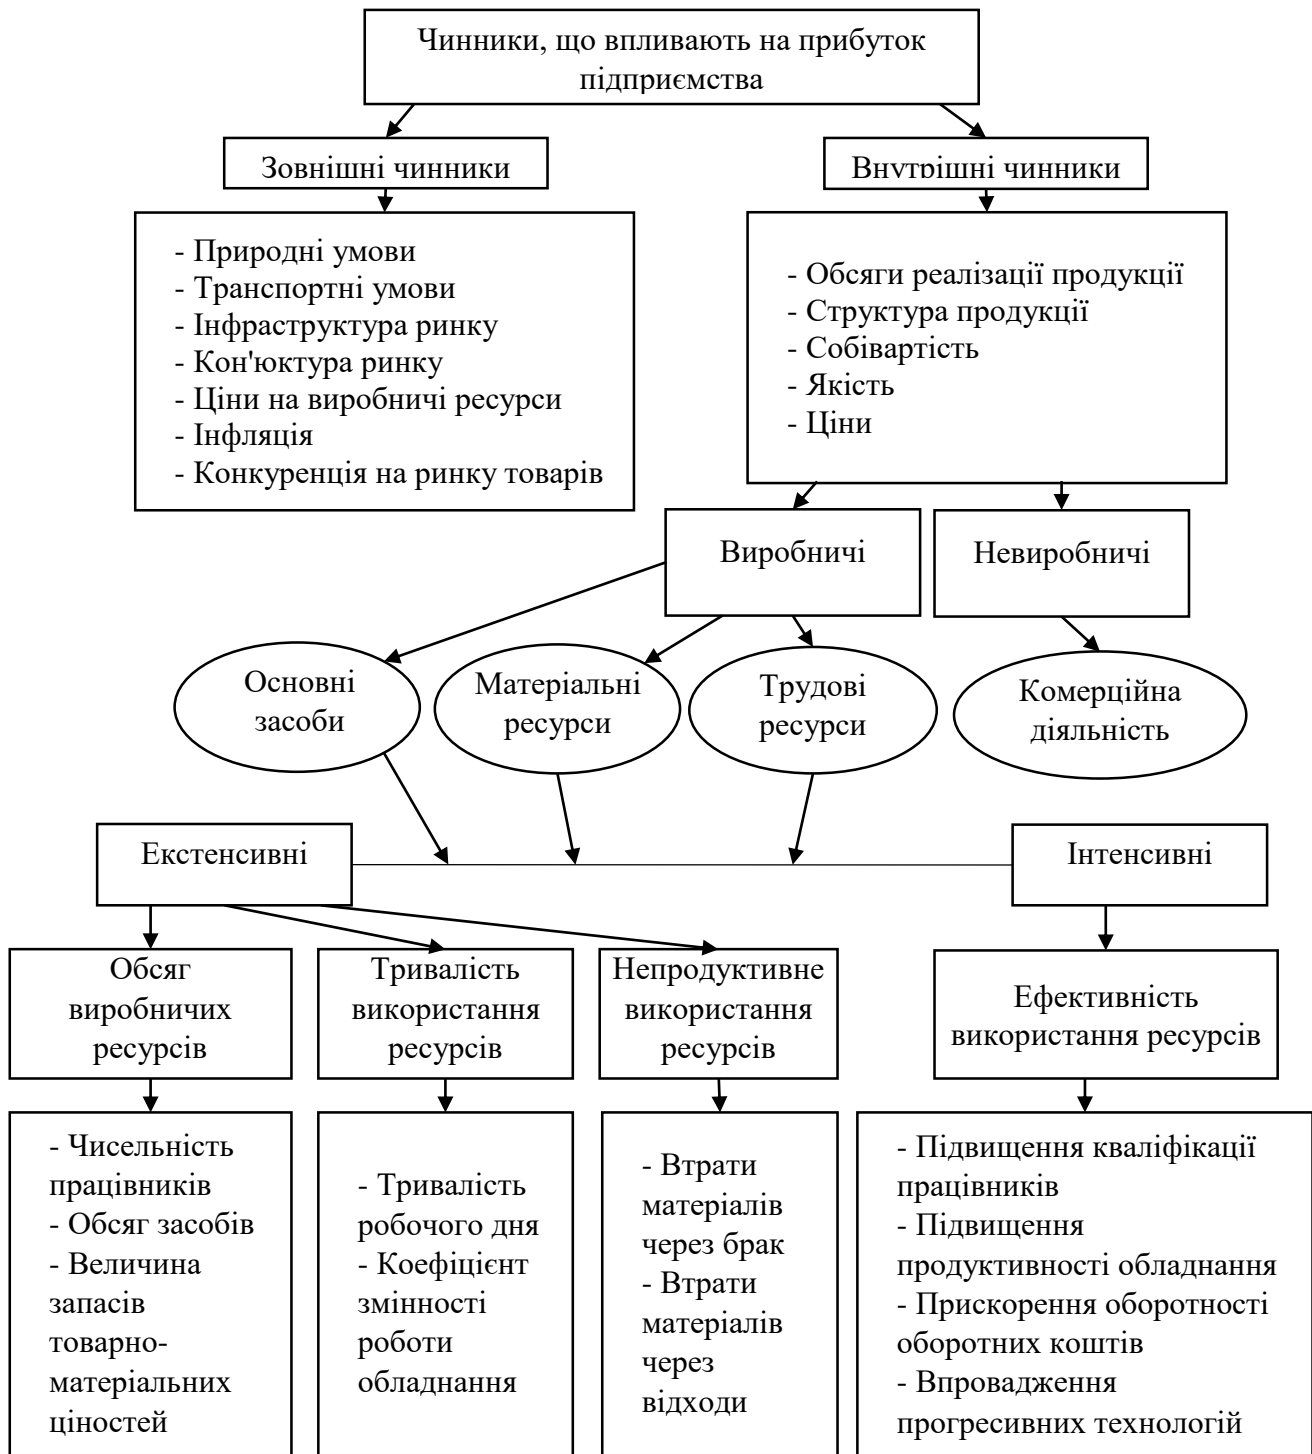 Чинники, що впливають на прибуток
підприємства
Зовнішні чинники
Внутрішні чинники
- Природні умови
- Транспортні умови
- Інфраструктура ринку
- Кон'юктура ринку
- Ціни на виробничі ресурси
- Інфляція
- Конкуренція на ринку товарів
- Обсяги реалізації продукції
- Структура продукції
- Собівартість
- Якість
- Ціни
Виробничі
Невиробничі
Основні
засоби
Матеріальні
ресурси
Трудові
ресурси
Комерційна
діяльність
Екстенсивні
Інтенсивні
Обсяг
виробничих
ресурсів
Тривалість
використання
ресурсів
Непродуктивне
використання
ресурсів
Ефективність
використання ресурсів
- Чисельність
працівників
- Обсяг засобів
- Величина
запасів
товарно-
матеріальних
ціностей
- Тривалість
робочого дня
- Коефіцієнт
змінності
роботи
обладнання
- Втрати
матеріалів
через брак
- Втрати
матеріалів
через
відходи
- Підвищення кваліфікації
працівників
- Підвищення
продуктивності обладнання
- Прискорення оборотності
оборотних коштів
- Впровадження
прогресивних технологій